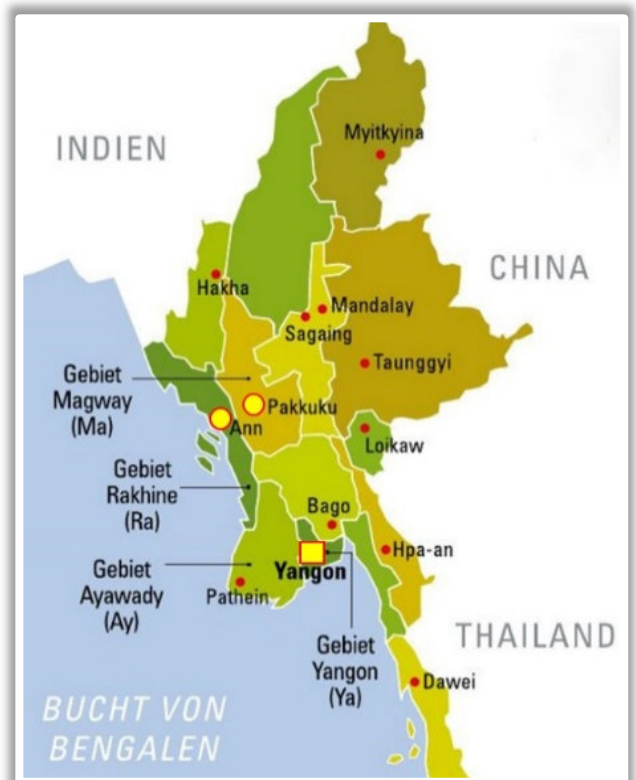 Myitkyina
INDIEN
CHINA
Hakha
Mandalay
Sagaing
Taunggyi
Gebiet
Magway
(Ma)
Pakkuku
Ann
Loikaw
Gebiet
Rakhine
(Ra)
Bago
Hpa-an
Gebiet
Ayawady
(Ay)
Yangon
Pathein
Gebiet
Yangon
(Ya)
THAILAND
Dawei
BUCHT VON
BENGALEN